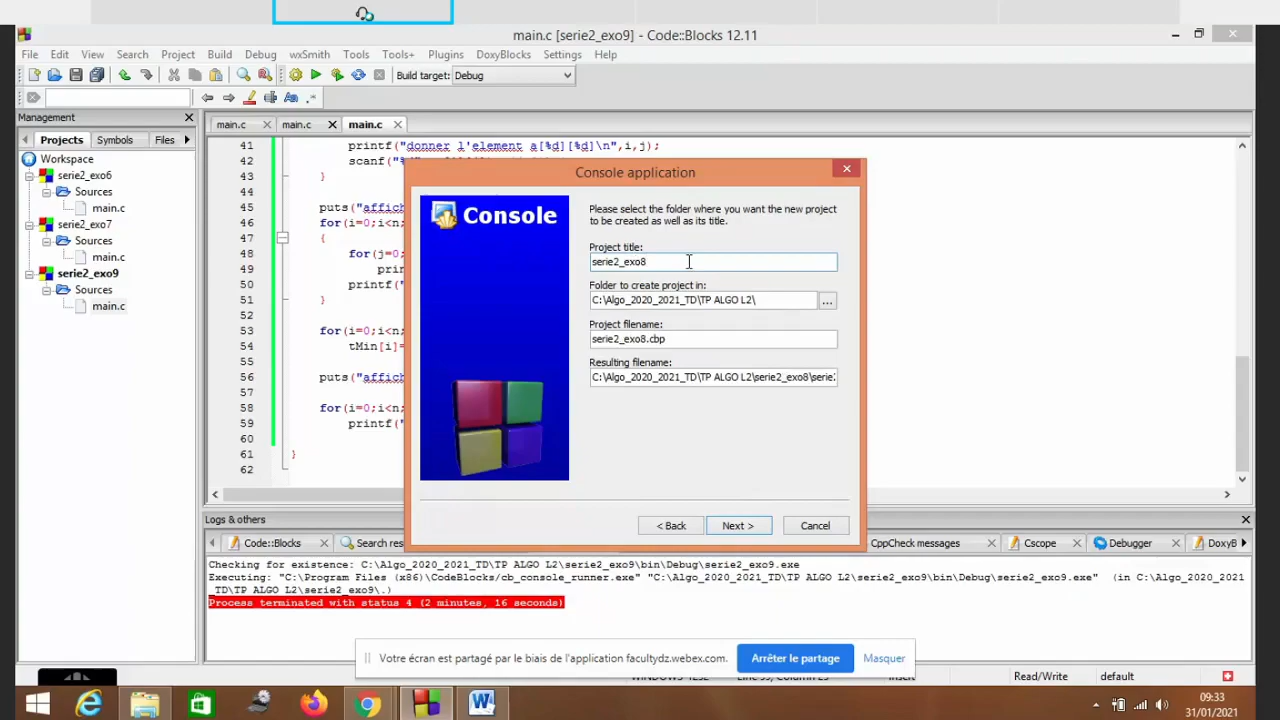 main.c [serie2_exo9] - Code::Blocks 12.11
File Edit View Search Project Build Debug wxSmith Tools Tools+ Plugins DoxyBlocks Settings Help
Build target: Debug
Management
Projects Symbols Files
Workspace
serie2_exo6
Sources
main.c
serie2_exo7
Sources
main.c
serie2_exo9
Sources
main.c
main.c main.c main.c
41 printf("donner l'element a[%d][%d]\n",i,j);
42 scanf("%
43 }
44
45 puts("affich
46 for(i=0;i<n;
47 {
48 for(j=0;
49 prin
50 printf("
51 }
52
53 for(i=0;i<n;
54 tMin[i]=
55
56 puts("affich
57
58 for(i=0;i<n;
59 printf("
60
61 }
62
Console application
Console
Please select the folder where you want the new project
to be created as well as its title.
Project title:
serie2_exo8
Folder to create project in:
C:\Algo_2020_2021_TD\TP ALGO L2\
...
Project filename:
serie2_exo8.cbp
Resulting filename:
C:\Algo_2020_2021_TD\TP ALGO L2\serie2_exo8\serie2
< Back Next > Cancel
Logs & others
Code::Blocks Search res CppCheck messages Cscope Debugger DoxyB
Checking for existence: C:\Algo_2020_2021_TD\TP ALGO L2\serie2_exo9\bin\Debug\serie2_exo9.exe
Executing: "C:\Program Files (x86)\CodeBlocks/cb_console_runner.exe" "C:\Algo_2020_2021_TD\TP ALGO L2\serie2_exo9\bin\Debug\serie2_exo9.exe" (in C:\Algo_2020_2021
_TD\TP ALGO L2\serie2_exo9\.)
Process terminated with status 4 (2 minutes, 16 seconds)
Votre écran est partagé par le biais de l'application facultydz.webex.com. Arrêter le partage Masquer
Read/Write default
09:33
31/01/2021